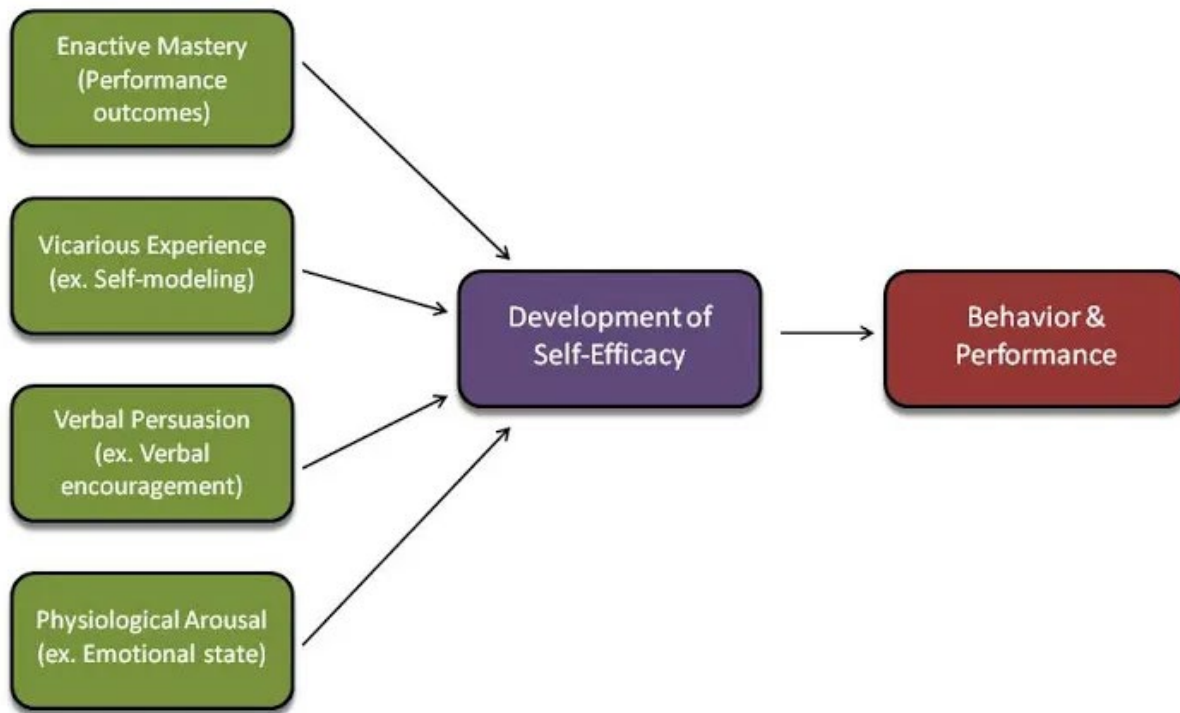 Enactive Mastery
(Performance
outcomes)
Vicarious Experience
(ex. Self-modeling)
Verbal Persuasion
(ex. Verbal
encouragement)
Physiological Arousal
(ex. Emotional state)
Development of
Self-Efficacy
Behavior &
Performance